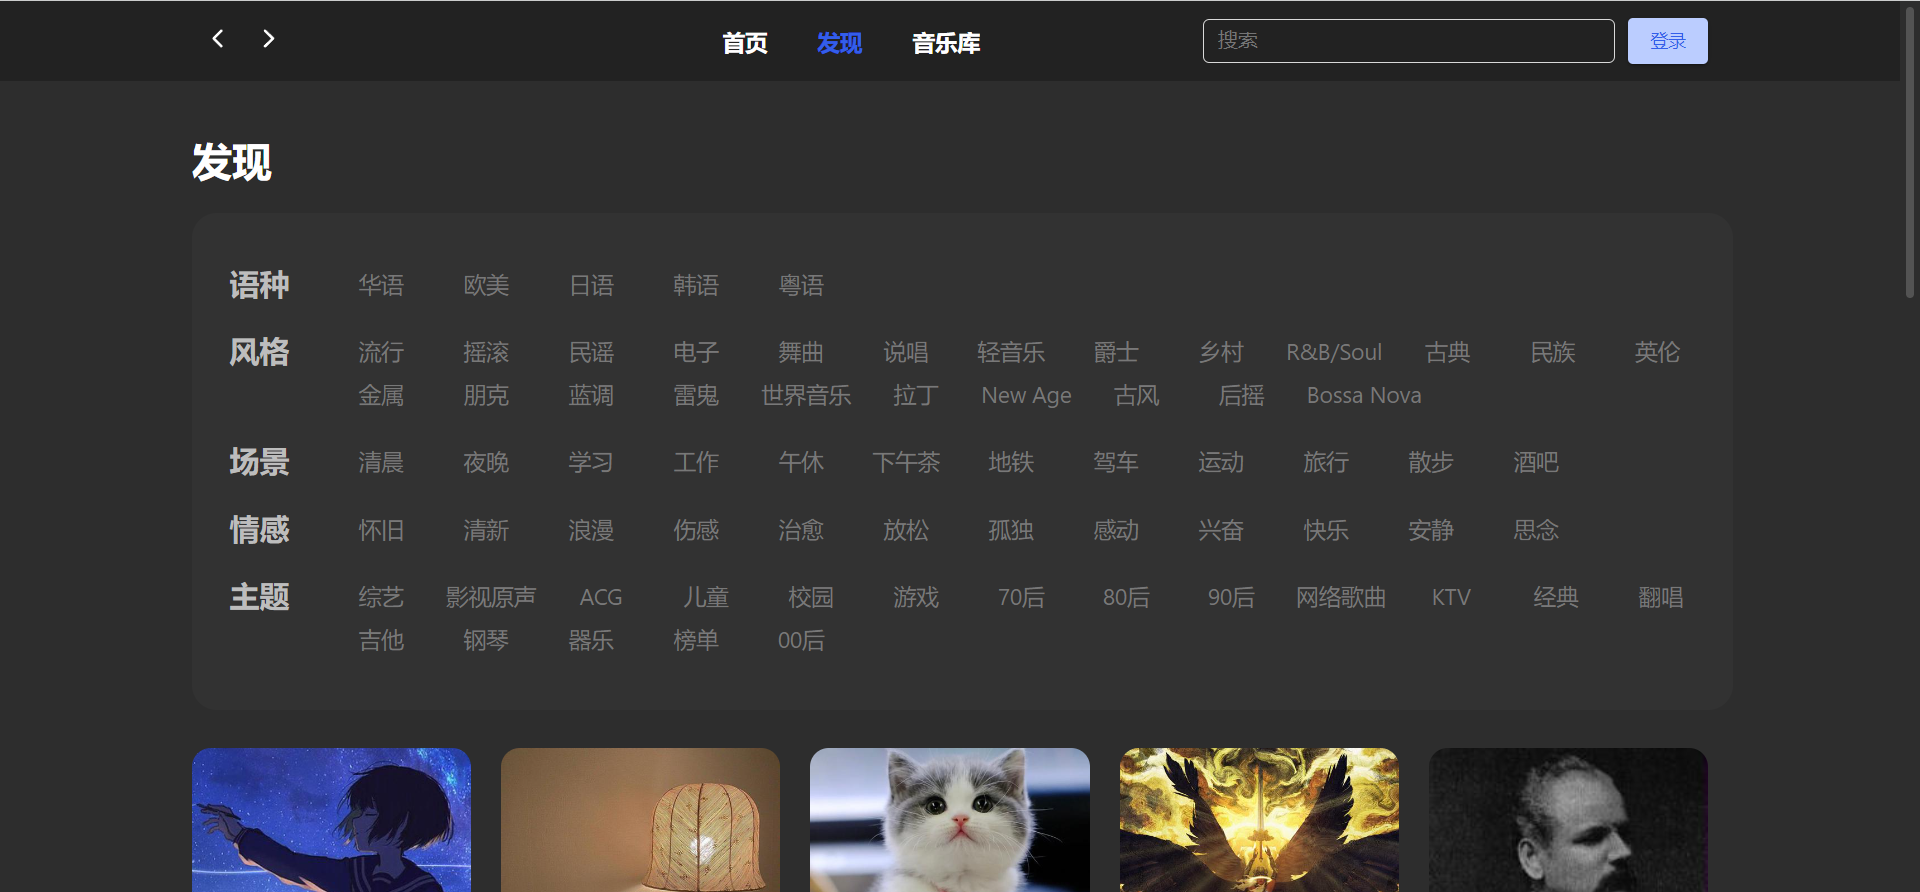 首页 发现 音乐库 搜索 登录
发现
语种 华语 欧美 日语 韩语 粤语
风格 流行 摇滚 民谣 电子 舞曲 说唱 轻音乐 爵士 乡村 R&B/Soul 古典 民族 英伦
金属 朋克 蓝调 雷鬼 世界音乐 拉丁 New Age 古风 后摇 Bossa Nova
场景 清晨 夜晚 学习 工作 午休 下午茶 地铁 驾车 运动 旅行 散步 酒吧
情感 怀旧 清新 浪漫 伤感 治愈 放松 孤独 感动 兴奋 快乐 安静 思念
主题 综艺 影视原声 ACG 儿童 校园 游戏 70后 80后 90后 网络歌曲 KTV 经典 翻唱
吉他 钢琴 器乐 榜单 00后